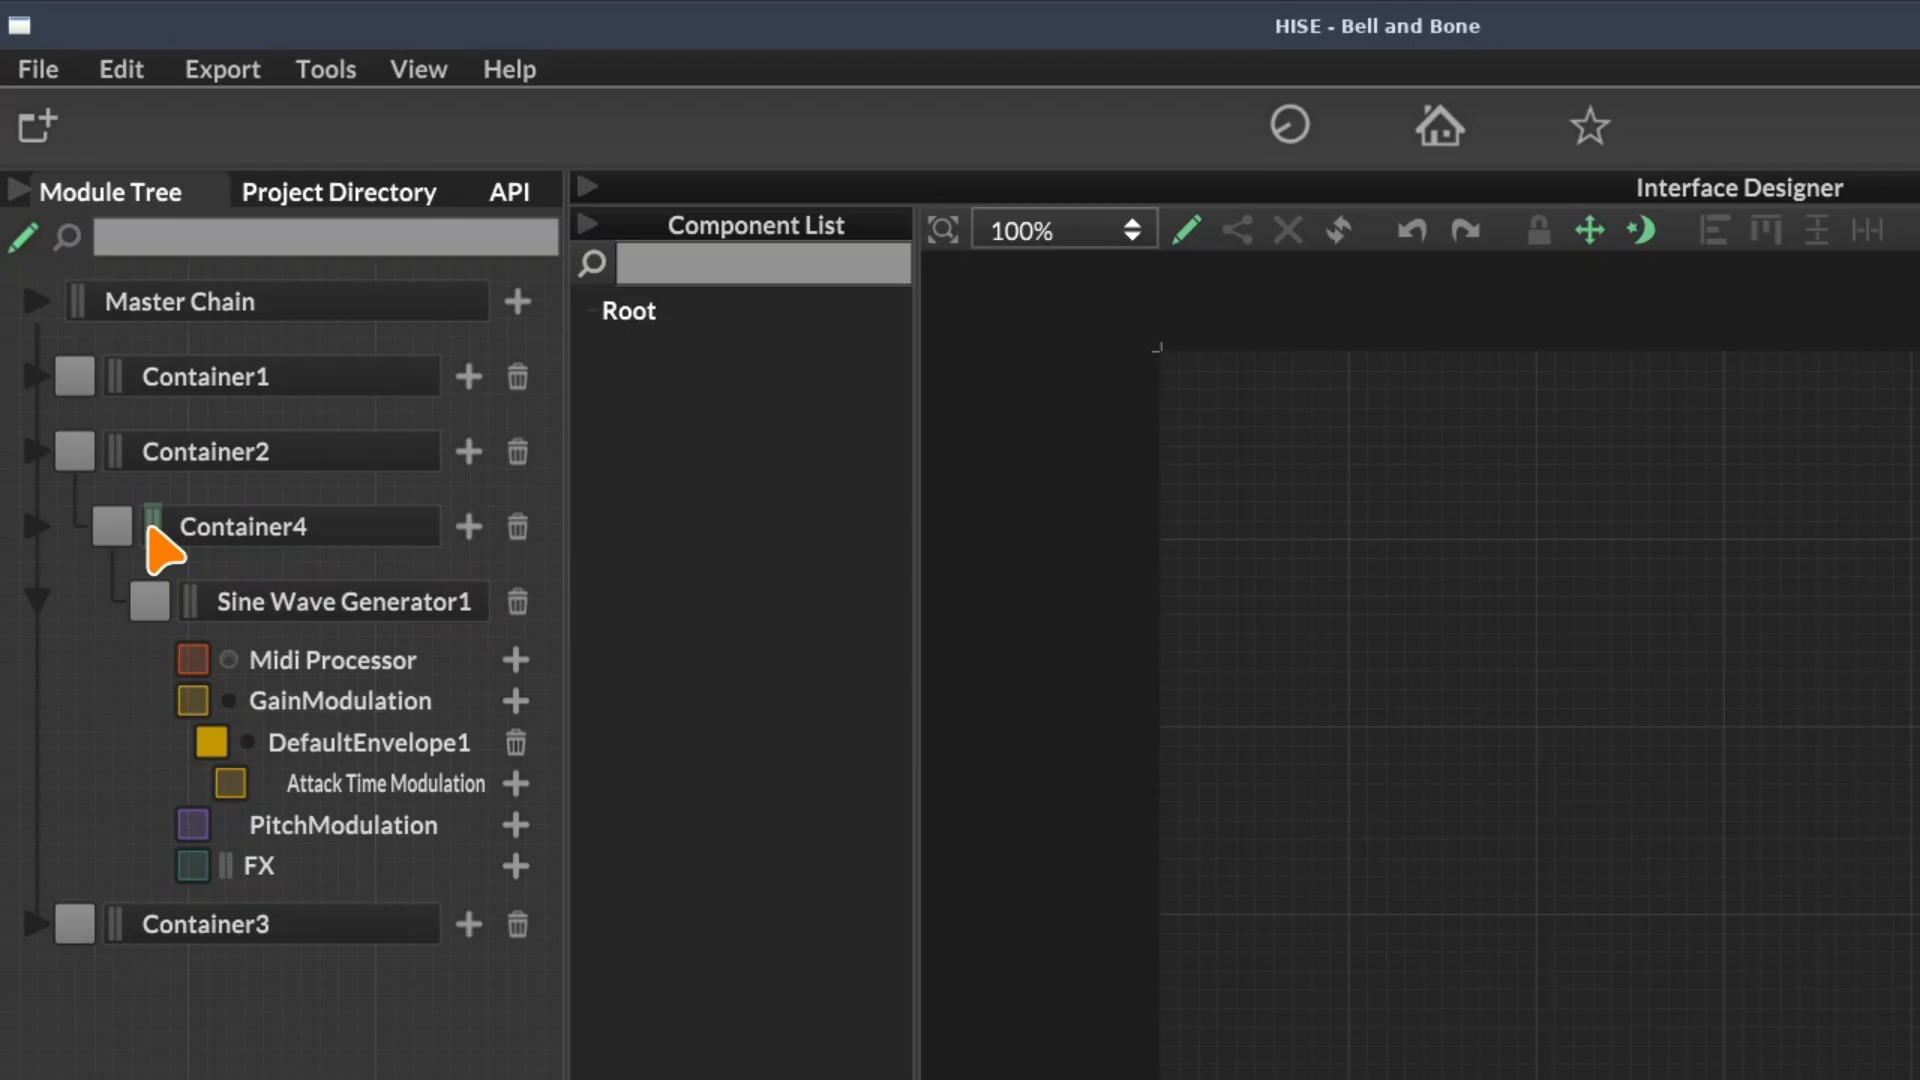 HISE - Bell and Bone
File Edit Export Tools View Help
Module Tree Project Directory API
Interface Designer
Component List
100%
Root
Master Chain
Container1
Container2
Container4
Sine Wave Generator1
Midi Processor
GainModulation
DefaultEnvelope1
Attack Time Modulation
PitchModulation
FX
Container3